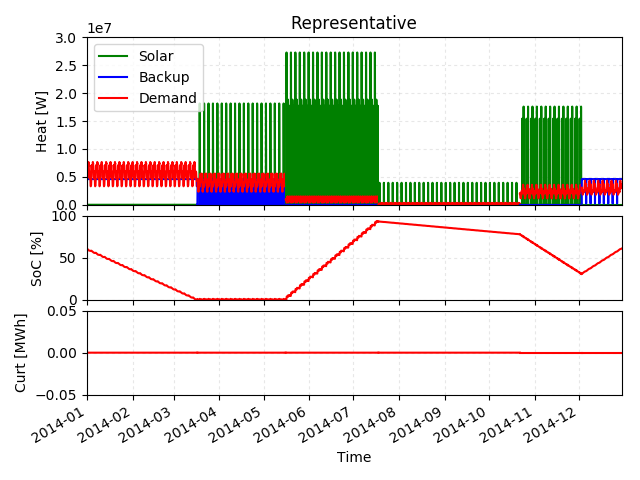 Representative
1e7
3.0
2.5
2.0
1.5
1.0
0.5
0.0
Heat [W]
Solar
Backup
Demand
100
50
0
SoC [%]
0.05
0.00
−0.05
Curt [MWh]
2014-01
2014-02
2014-03
2014-04
2014-05
2014-06
2014-07
2014-08
2014-09
2014-10
2014-11
2014-12
Time